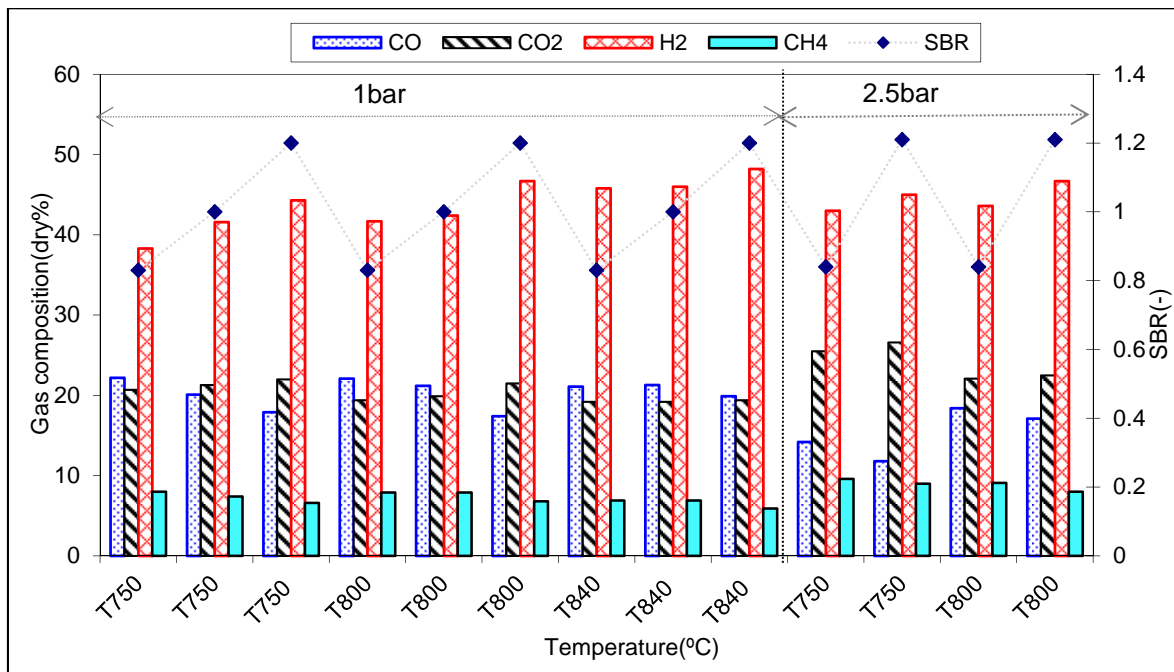 CO CO2 H2 CH4 SBR
60 1.4
1bar 2.5bar
50 1.2
40 1
30 0.8
20 0.6
10 0.4
0 0.2
0
Gas composition(dry%)
SBR(-)
T750 T750 T750 T800 T800 T800 T840 T840 T840 T750 T750 T800 T800
Temperature(ºC)